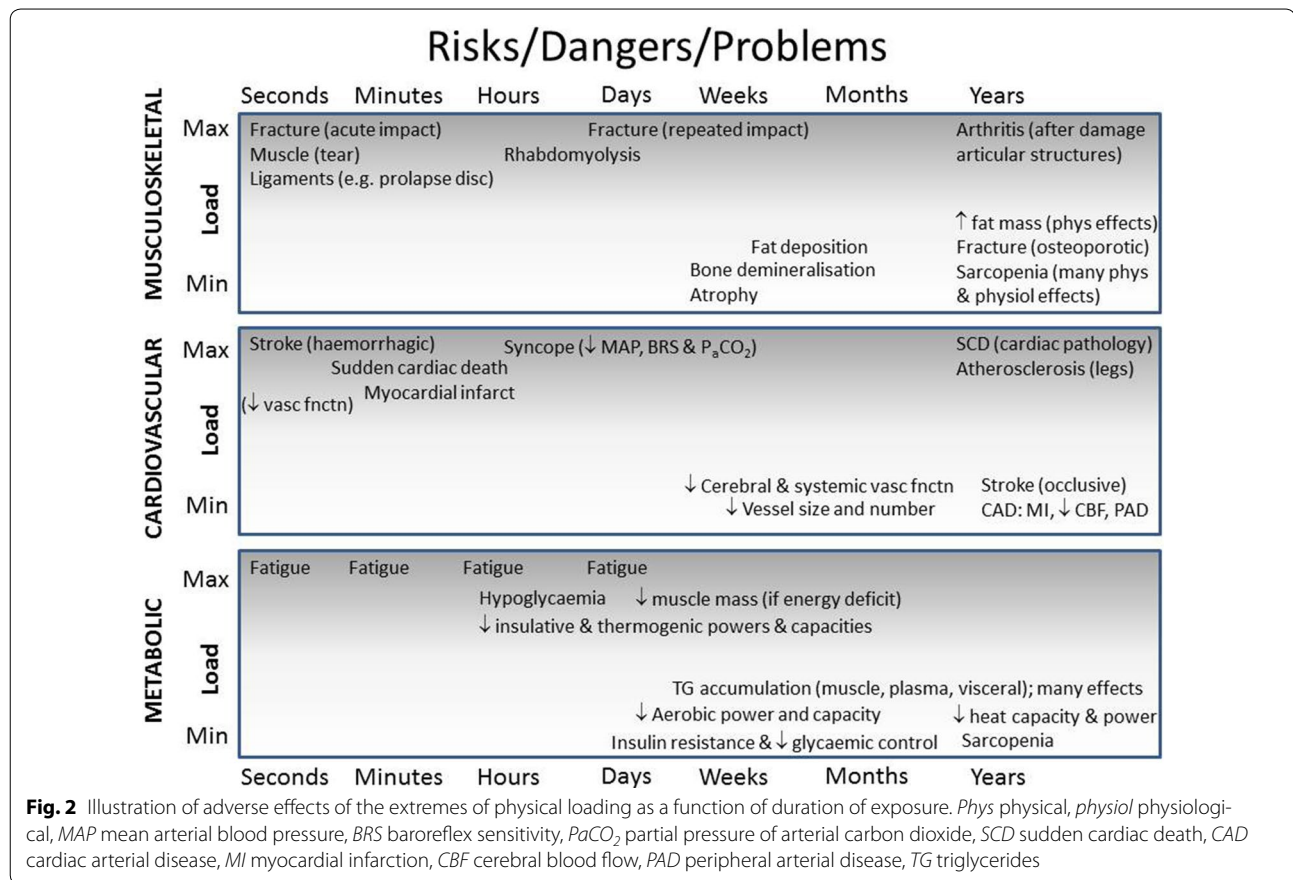 Risks/Dangers/Problems
Seconds Minutes Hours Days Weeks Months Years
MUSCULOSKELETAL
Load
Max
Min
Fracture (acute impact)
Muscle (tear)
Ligaments (e.g. prolapse disc)
Fracture (repeated impact)
Rhabdomyolysis
Arthritis (after damage
articular structures)
↑ fat mass (phys effects)
Fracture (osteoporotic)
Sarcopenia (many phys
& physiol effects)
Fat deposition
Bone demineralisation
Atrophy
CARDIOVASCULAR
Load
Max
Min
Stroke (haemorrhagic)
Sudden cardiac death
Myocardial infarct
(↓ vasc fnctn)
Syncope (↓ MAP, BRS & PaCO2)
SCD (cardiac pathology)
Atherosclerosis (legs)
↓ Cerebral & systemic vasc fnctn
↓ Vessel size and number
Stroke (occlusive)
CAD: MI, ↓ CBF, PAD
METABOLIC
Load
Max
Min
Fatigue Fatigue Fatigue Fatigue
Hypoglycaemia ↓ muscle mass (if energy deficit)
↓ insulative & thermogenic powers & capacities
TG accumulation (muscle, plasma, visceral); many effects
↓ Aerobic power and capacity ↓ heat capacity & power
Insulin resistance & ↓ glycaemic control Sarcopenia
Seconds Minutes Hours Days Weeks Months Years
Fig. 2 Illustration of adverse effects of the extremes of physical loading as a function of duration of exposure. Phys physical, physiol physiologi-
cal, MAP mean arterial blood pressure, BRS baroreflex sensitivity, PaCO2 partial pressure of arterial carbon dioxide, SCD sudden cardiac death, CAD
cardiac arterial disease, MI myocardial infarction, CBF cerebral blood flow, PAD peripheral arterial disease, TG triglycerides